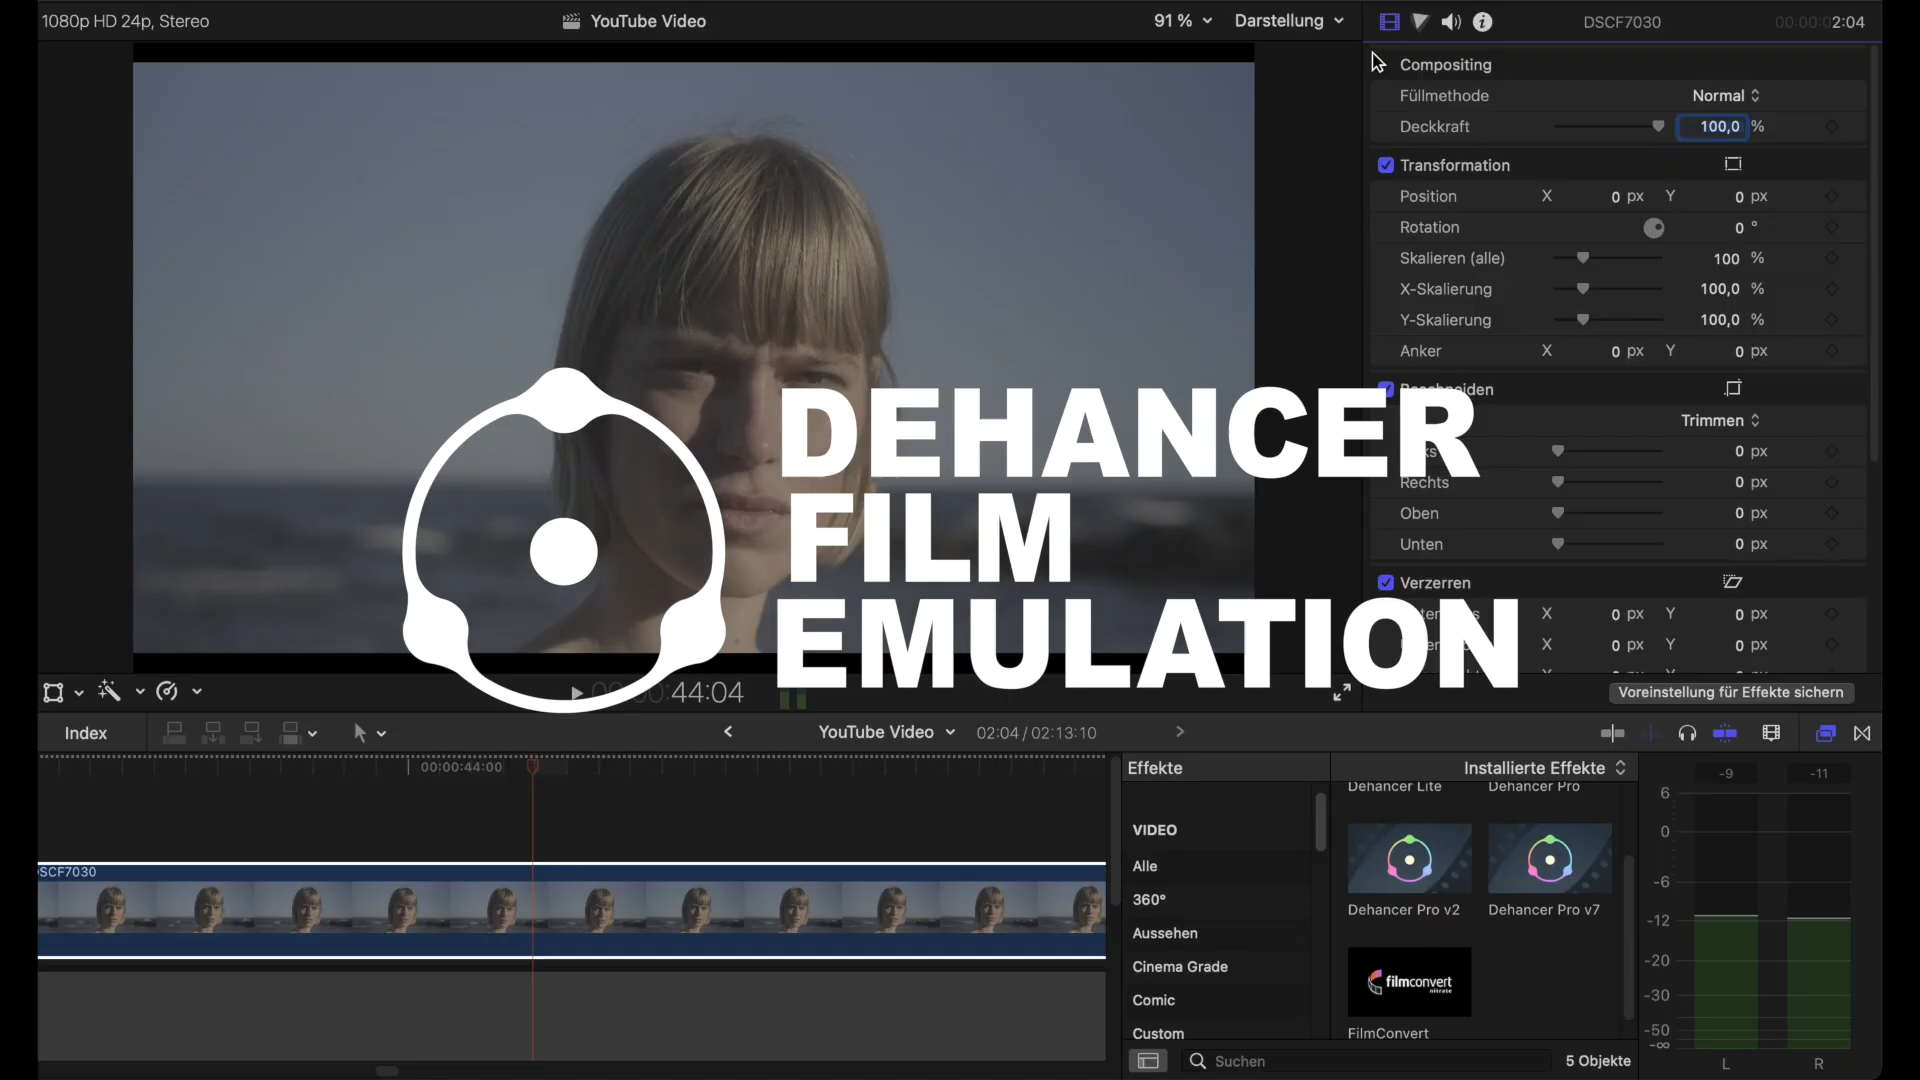 1080p HD 24p, Stereo
YouTube Video
91 %
Darstellung
DSCF7030
00:00:02:04
Compositing
Füllmethode
Normal
Deckkraft
100,0 %
Transformation
Position X 0 px Y 0 px
Rotation 0 °
Skalieren (alle) 100 %
X-Skalierung 100,0 %
Y-Skalierung 100,0 %
Anker X 0 px Y 0 px
Trimmen
0 px
Rechts 0 px
Oben 0 px
Unten 0 px
Verzerren
X 0 px Y 0 px
X 0 px Y 0 px
DEHANCER
FILM
EMULATION
44:04
Voreinstellung für Effekte sichern
Index
YouTube Video
02:04 / 02:13:10
00:00:44:00
SCF7030
Effekte
Installierte Effekte
VIDEO
Alle
360°
Aussehen
Cinema Grade
Comic
Custom
Dehancer Lite
Dehancer Pro
Dehancer Pro v2
Dehancer Pro v7
filmconvert
nitrate
FilmConvert
Suchen
5 Objekte
-9 -11
6
0
-6
-12
-20
-30
-50
-∞
L R